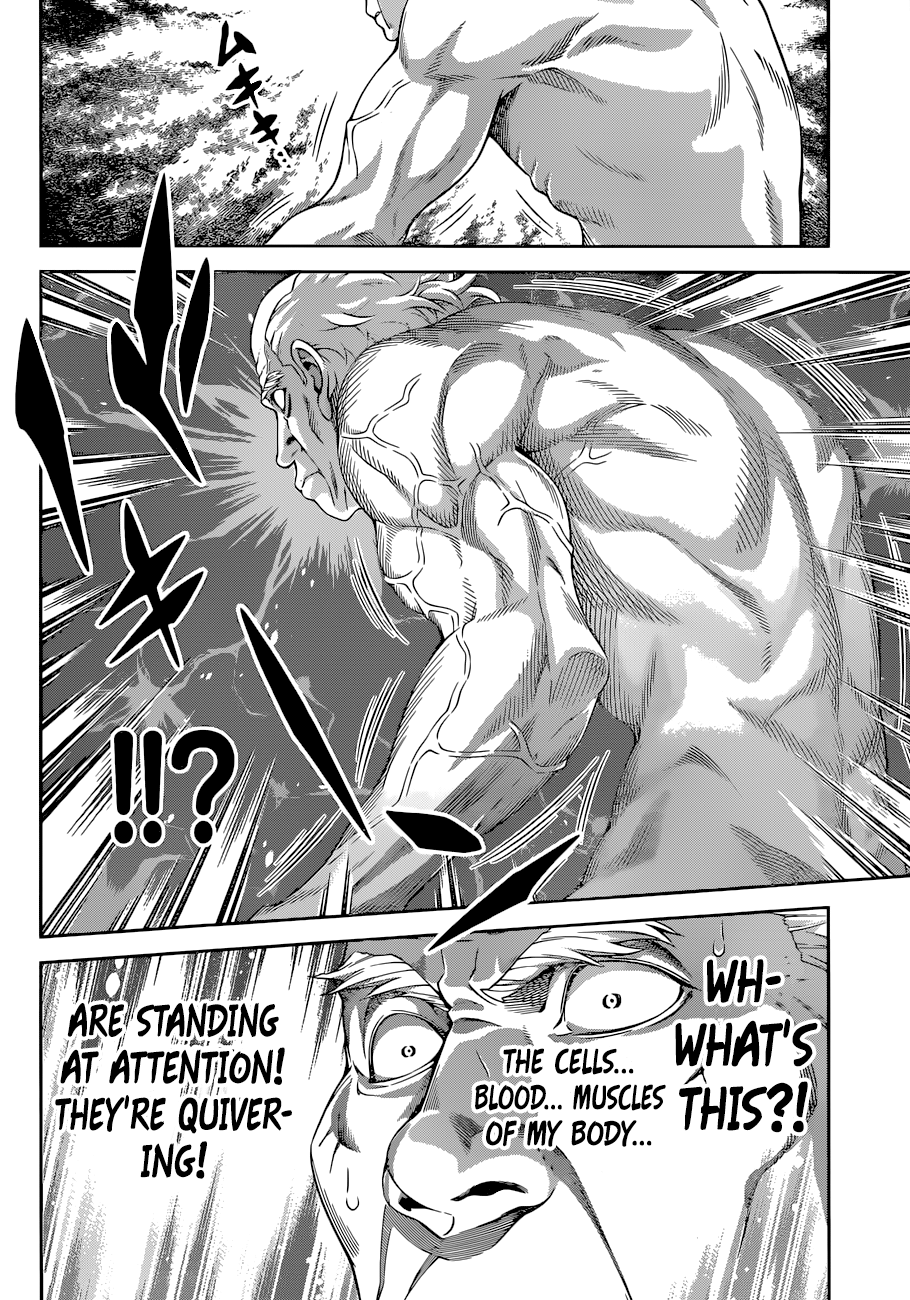 ムキキ‥
!!?
WH-
WHAT'S
THIS?!
THE CELLS...
BLOOD... MUSCLES
OF MY BODY...
ARE STANDING
AT ATTENTION!
THEY'RE QUIVER-
ING!